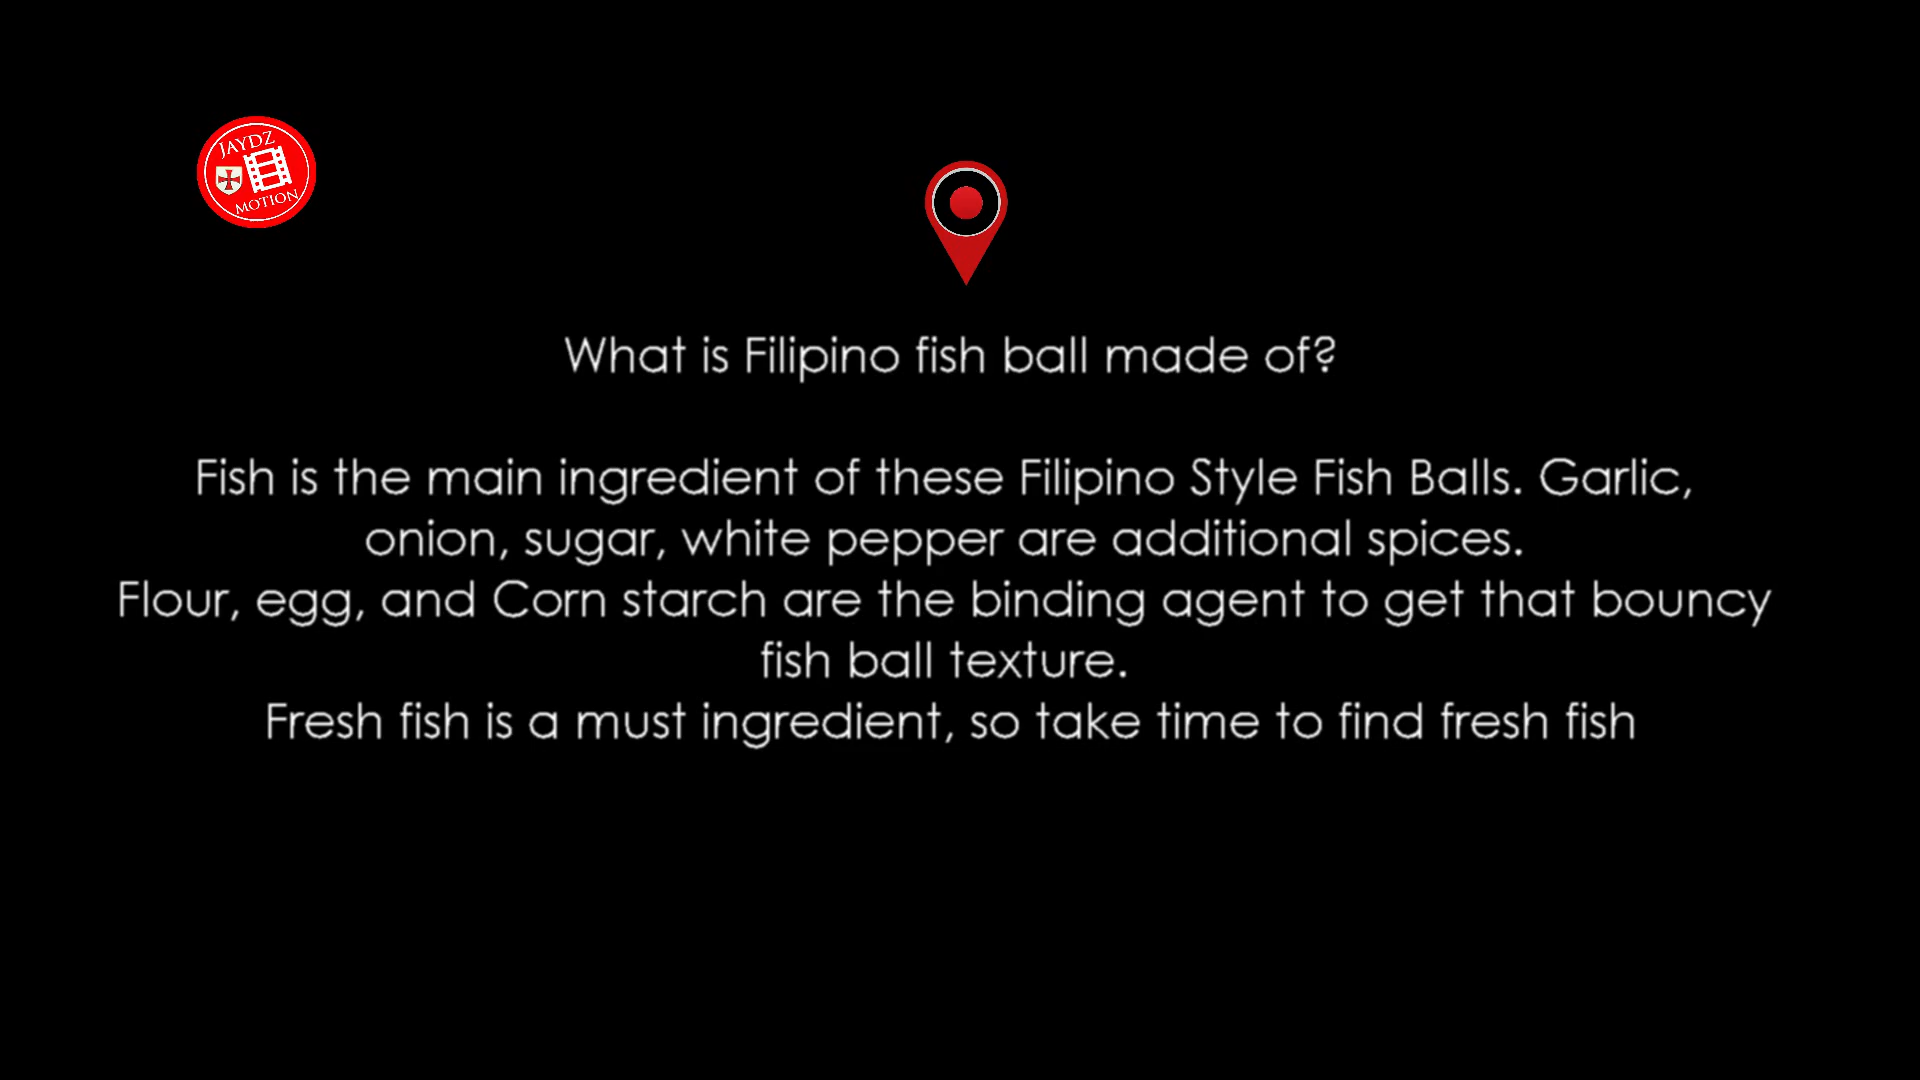 JAYDZ
MOTION
What is Filipino fish ball made of?
Fish is the main ingredient of these Filipino Style Fish Balls. Garlic,
onion, sugar, white pepper are additional spices.
Flour, egg, and Corn starch are the binding agent to get that bouncy
fish ball texture.
Fresh fish is a must ingredient, so take time to find fresh fish